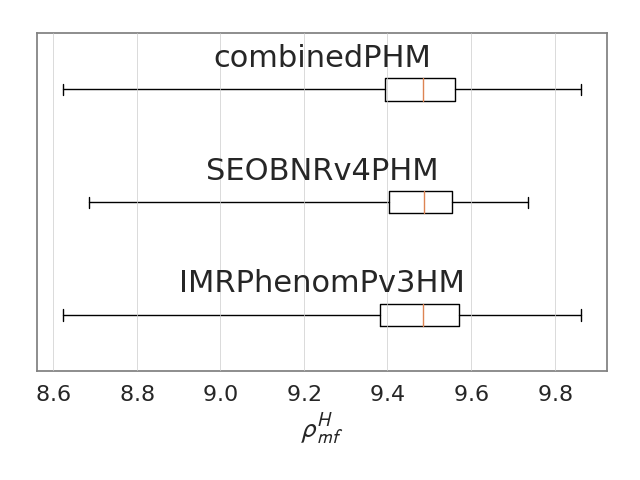 combinedPHM
SEOBNRv4PHM
IMRPhenomPv3HM
8.6 8.8 9.0 9.2 9.4 9.6 9.8
ρ^H_mf